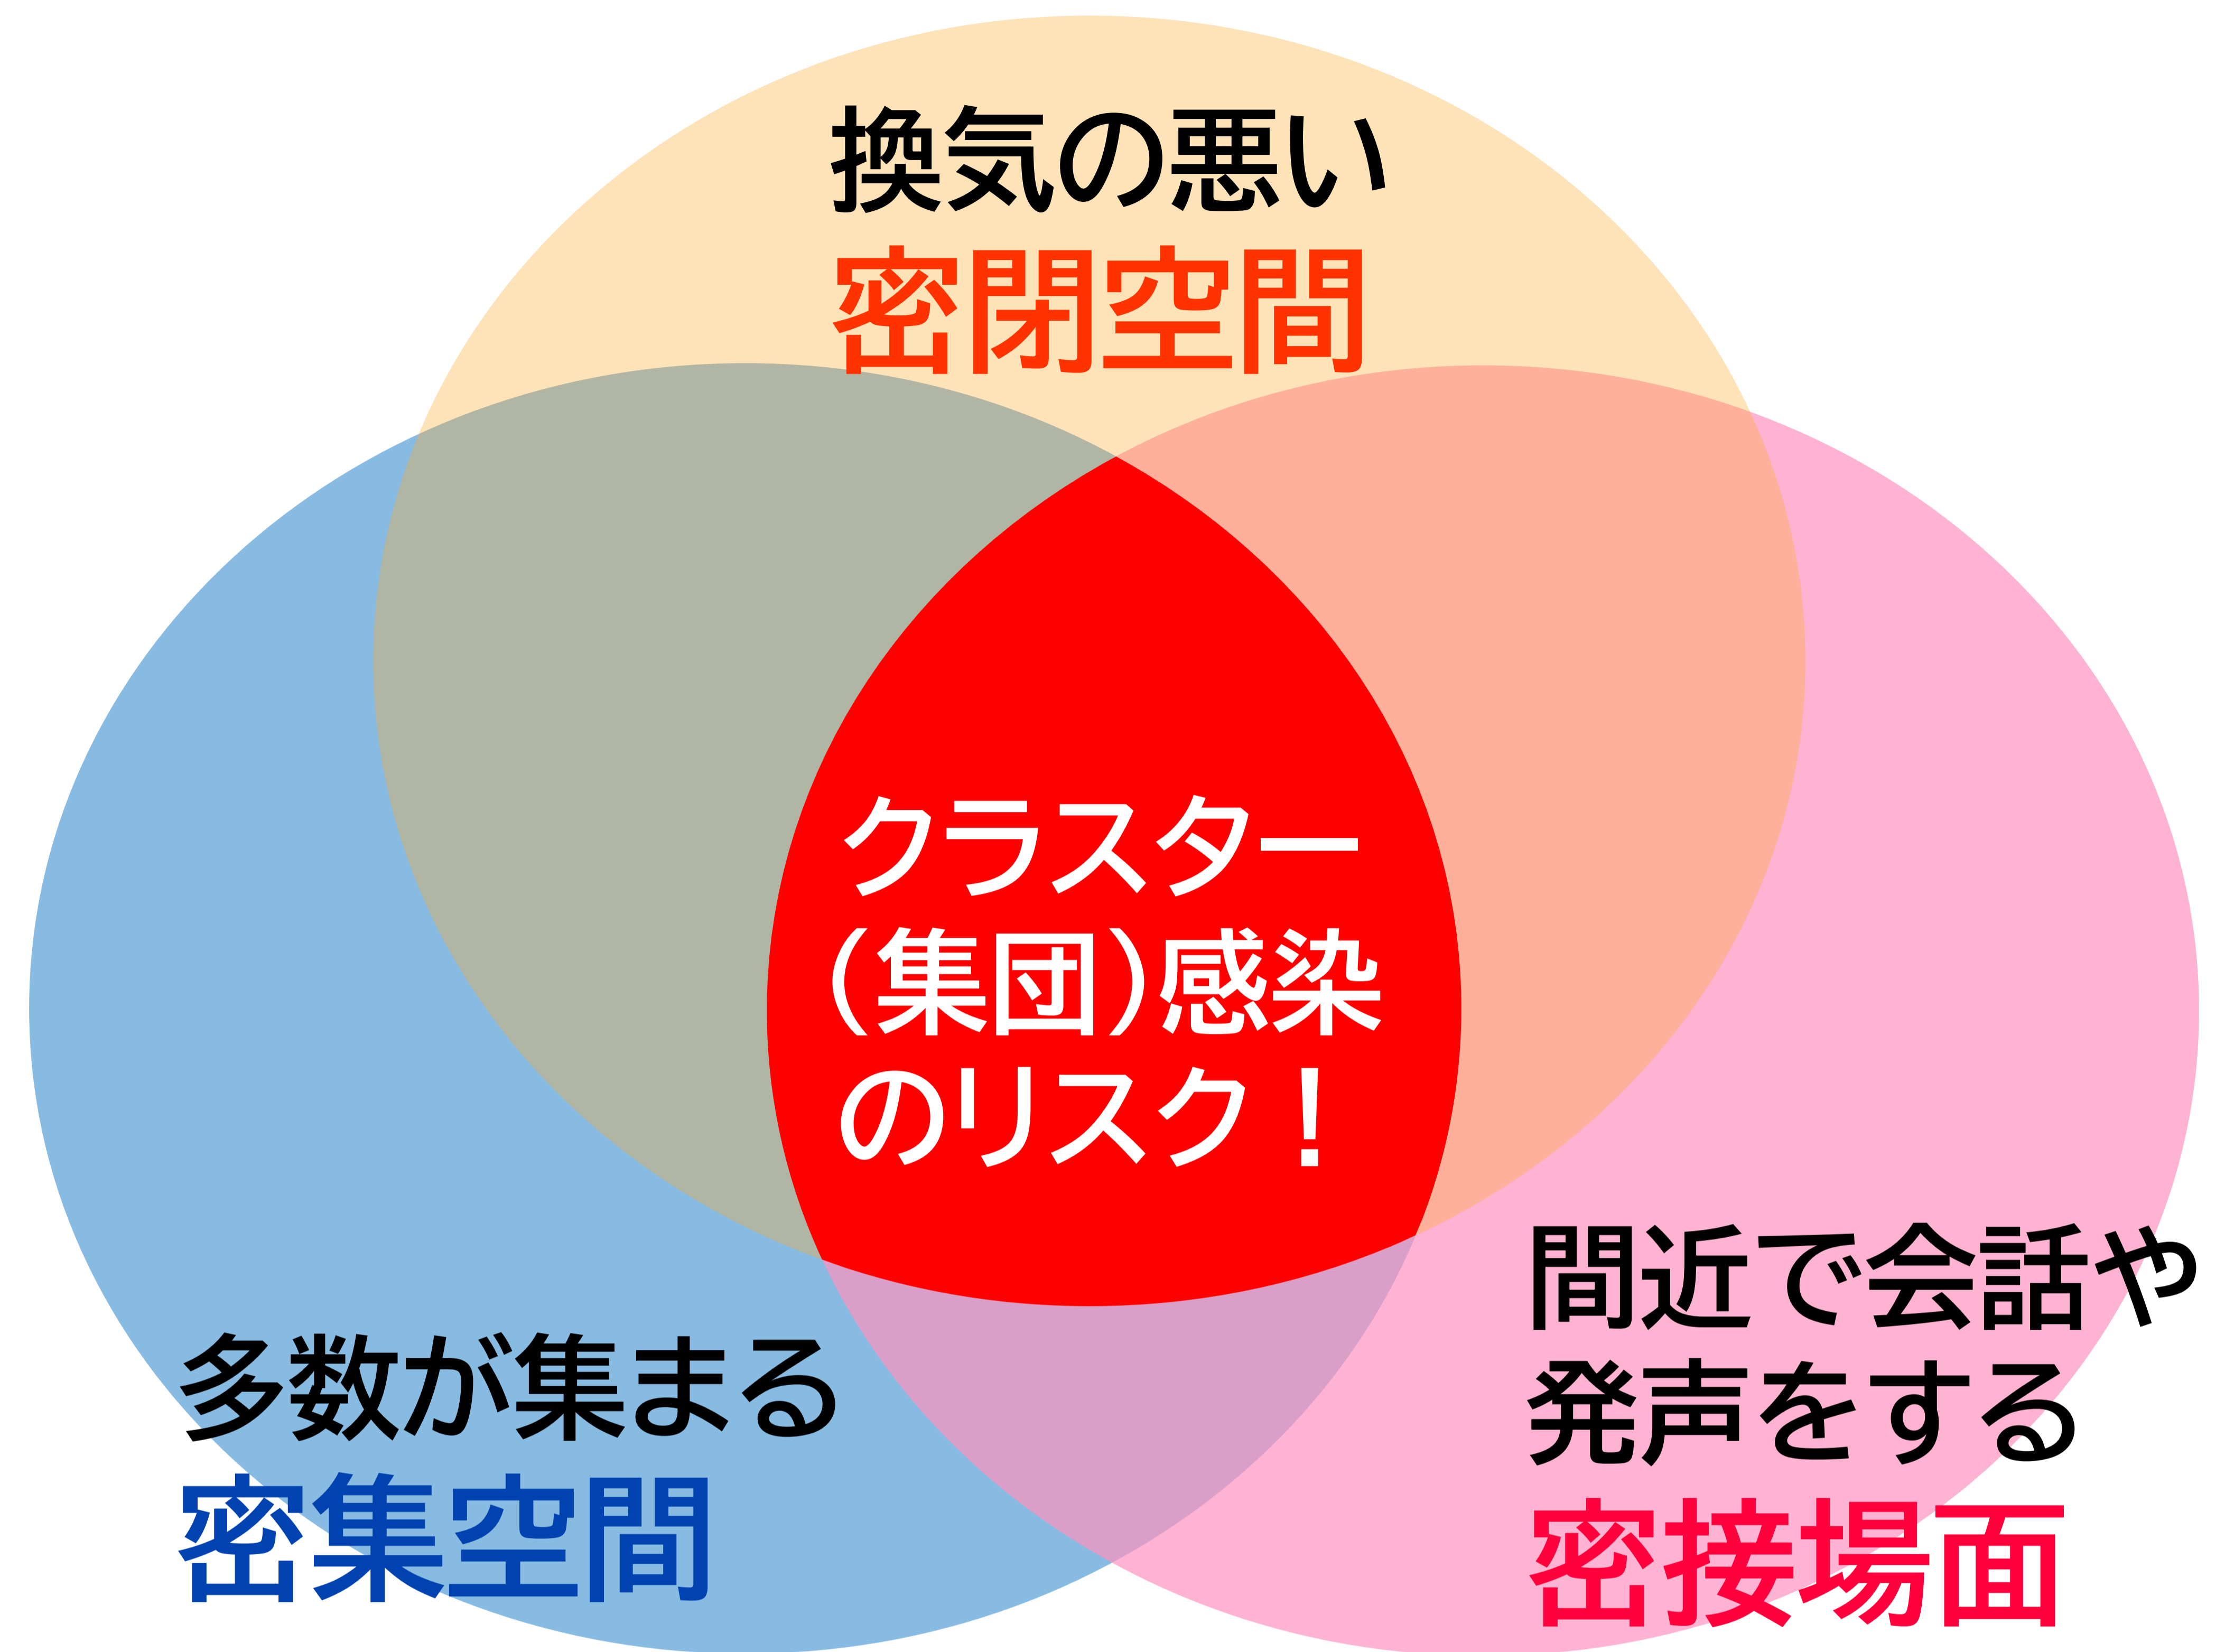 換気の悪い
密閉空間
クラスター
（集団）感染
のリスク！
多数が集まる
密集空間
間近で会話や
発声をする
密接場面